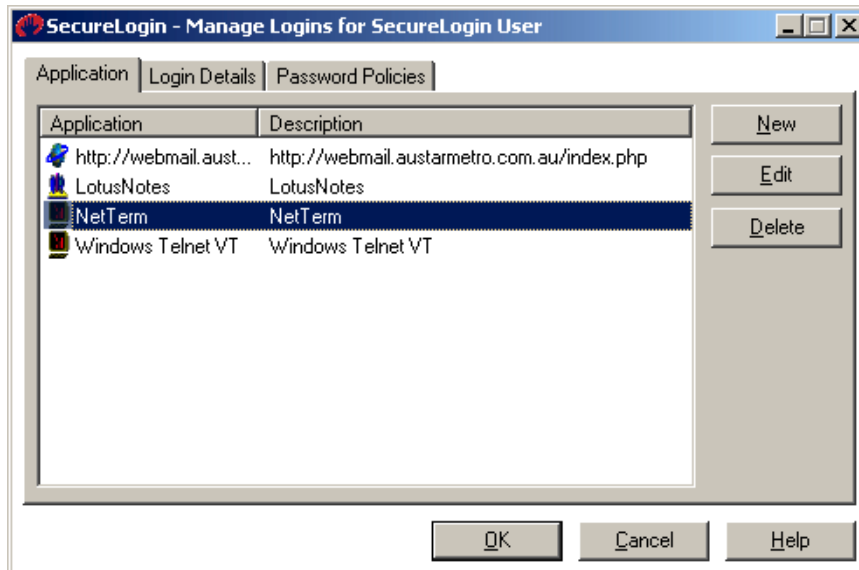 SecureLogin - Manage Logins for SecureLogin User
Application Login Details Password Policies
Application Description
http://webmail.aust... http://webmail.austarmetro.com.au/index.php
LotusNotes LotusNotes
NetTerm NetTerm
Windows Telnet VT Windows Telnet VT
New
Edit
Delete
OK Cancel Help